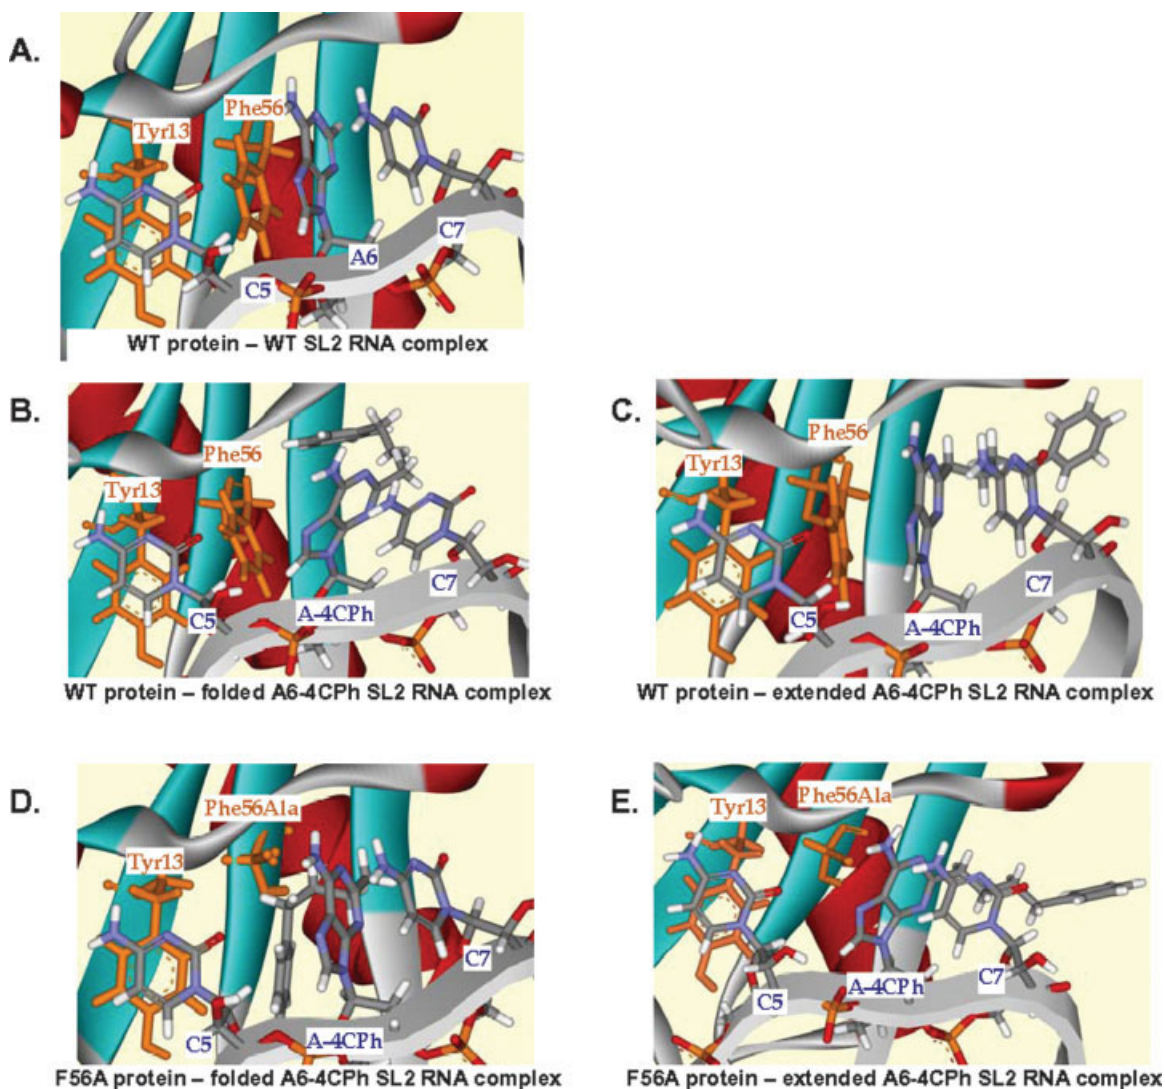 A.
Phe56
Tyr13
C7
A6
C5
WT protein – WT SL2 RNA complex
B.
Phe56
Tyr13
C7
C5
A-4CPh
WT protein – folded A6-4CPh SL2 RNA complex
C.
Phe56
Tyr13
C7
C5
A-4CPh
WT protein – extended A6-4CPh SL2 RNA complex
D.
Phe56Ala
Tyr13
C7
C5
A-4CPh
F56A protein – folded A6-4CPh SL2 RNA complex
E.
Tyr13
Phe56Ala
A-4CPh
C7
C5
F56A protein – extended A6-4CPh SL2 RNA complex